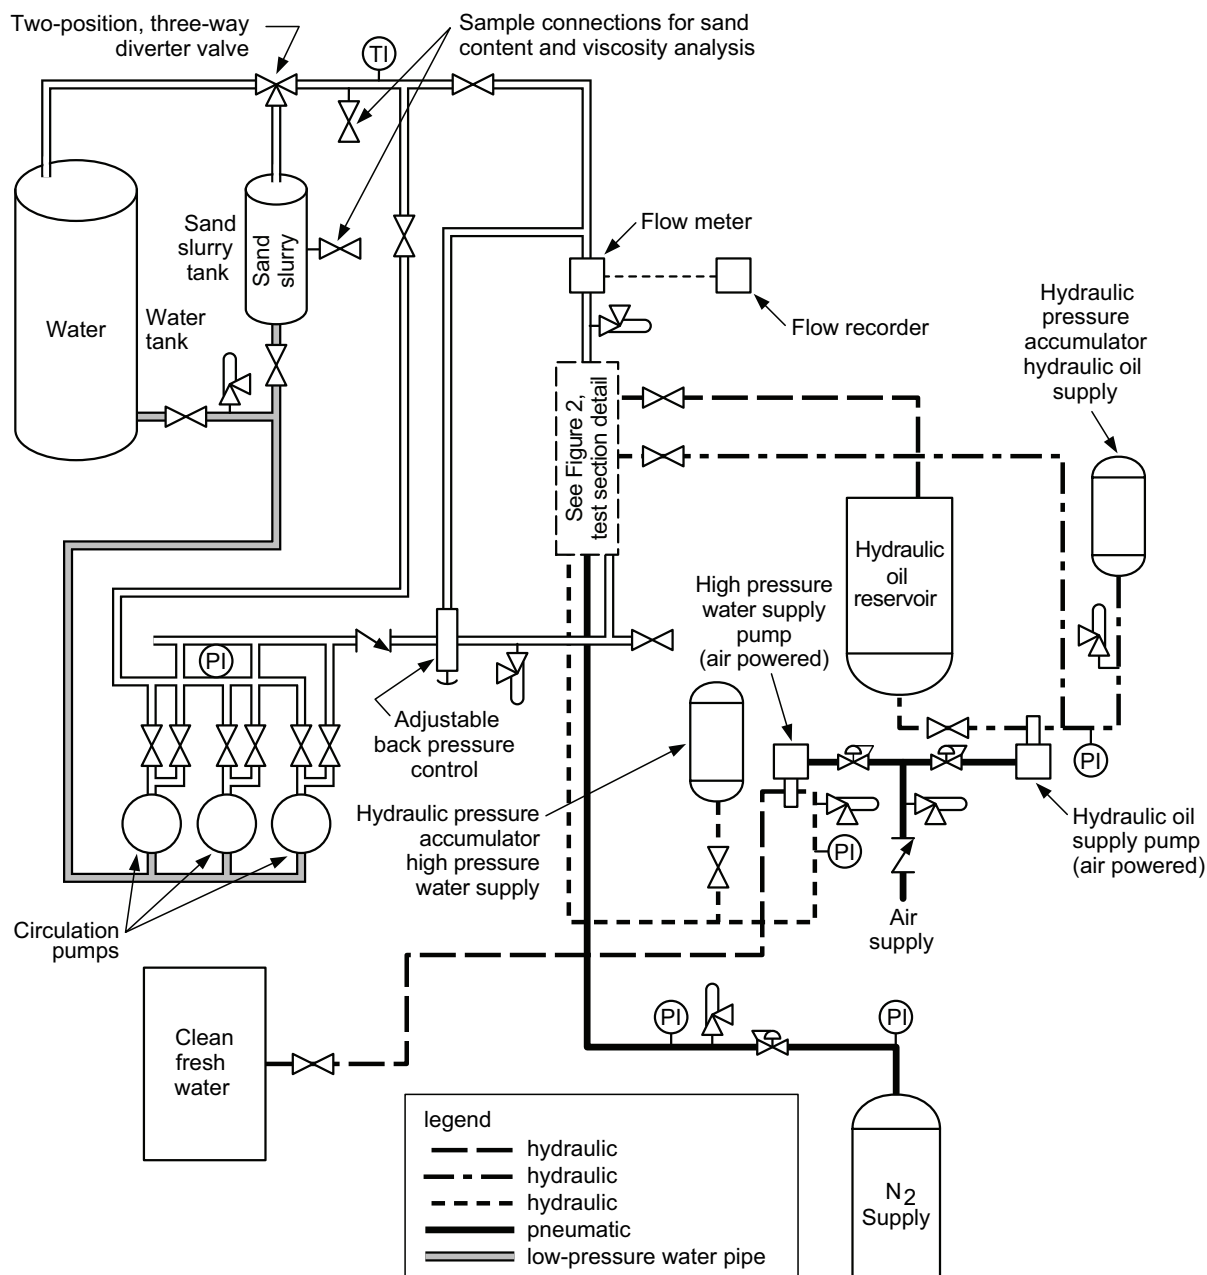 Two-position, three-way
diverter valve
Sample connections for sand
content and viscosity analysis
TI
Flow meter
Sand
slurry
tank
Sand
slurry
Water
Water
tank
Flow recorder
Hydraulic
pressure
accumulator
hydraulic oil
supply
See Figure 2,
test section detail
Hydraulic
oil
reservoir
High pressure
water supply
pump
(air powered)
PI
Adjustable
back pressure
control
PI
Hydraulic pressure
accumulator
high pressure
water supply
PI
Hydraulic oil
supply pump
(air powered)
Air
supply
Circulation
pumps
Clean
fresh
water
PI
PI
legend
hydraulic
hydraulic
hydraulic
pneumatic
low-pressure water pipe
N2
Supply